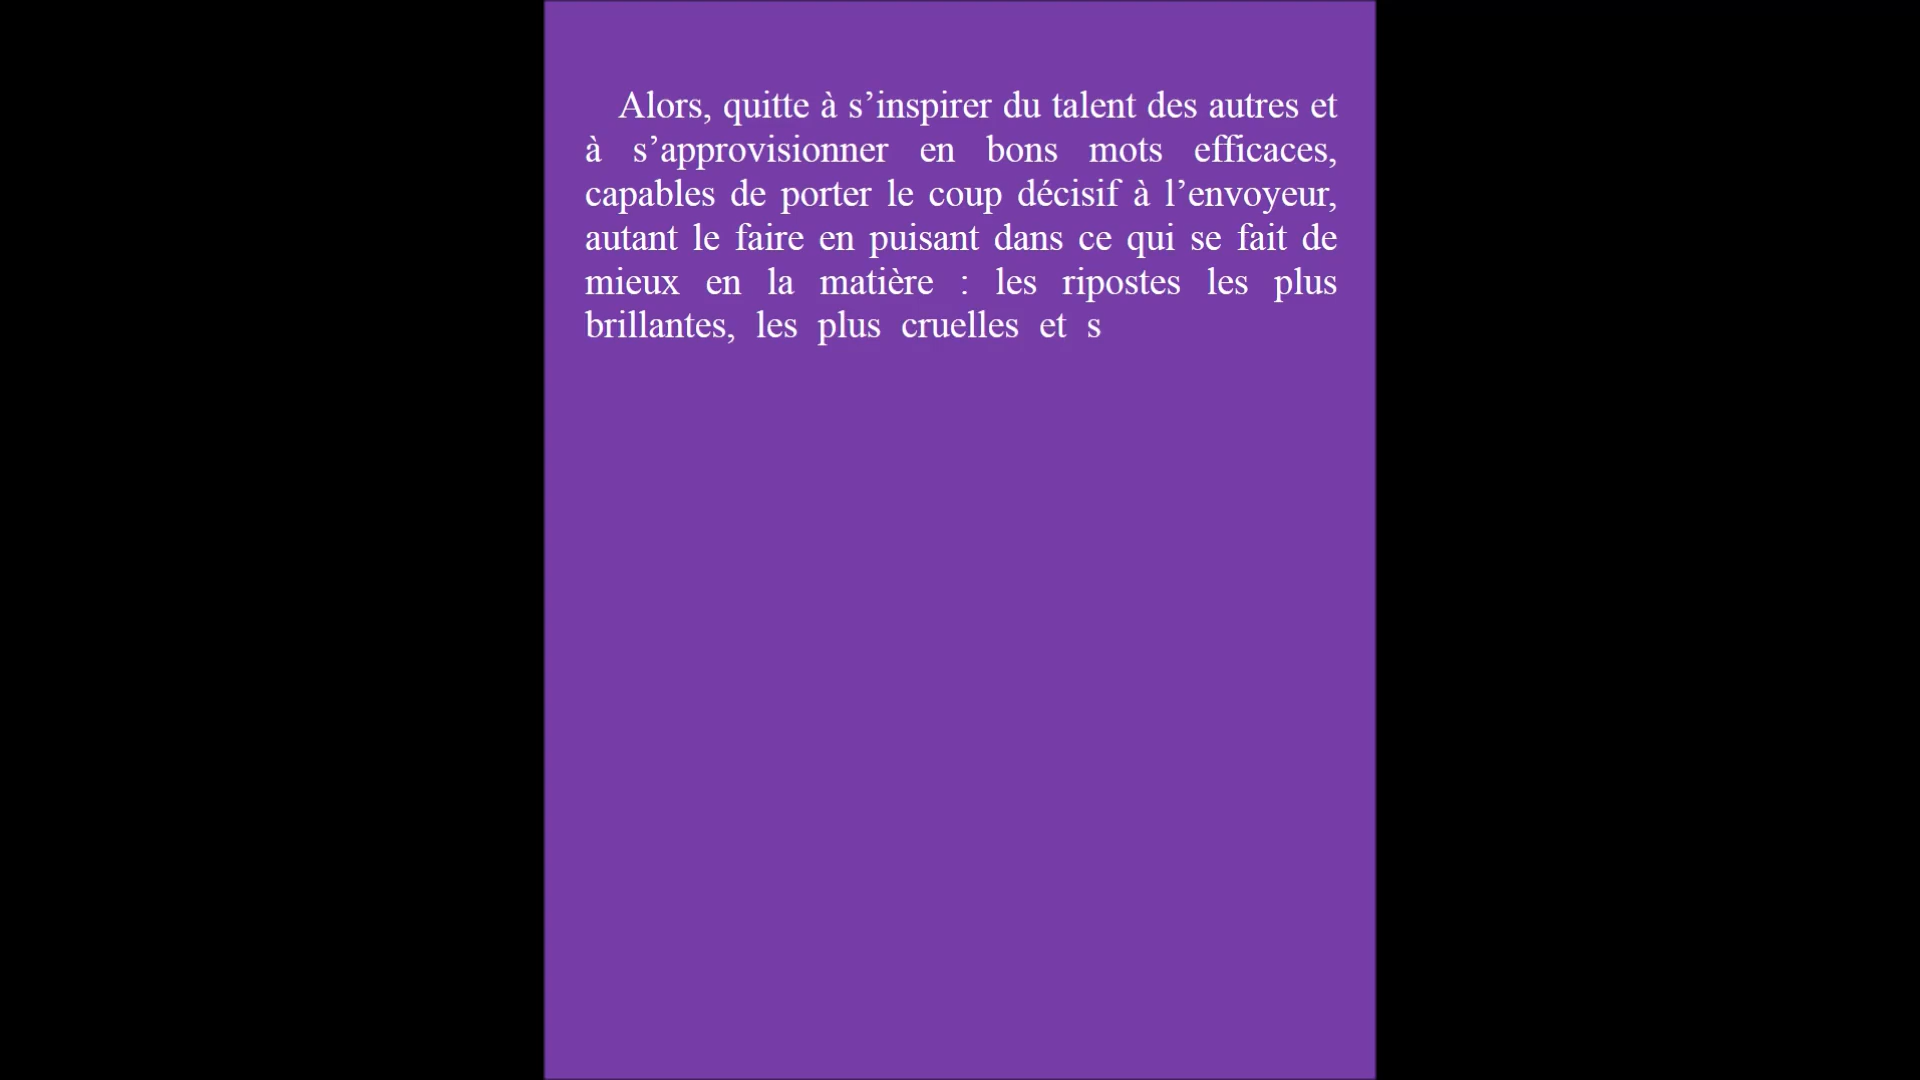 Alors, quitte à s’inspirer du talent des autres et
à s’approvisionner en bons mots efficaces,
capables de porter le coup décisif à l’envoyeur,
autant le faire en puisant dans ce qui se fait de
mieux en la matière : les ripostes les plus
brillantes, les plus cruelles et s